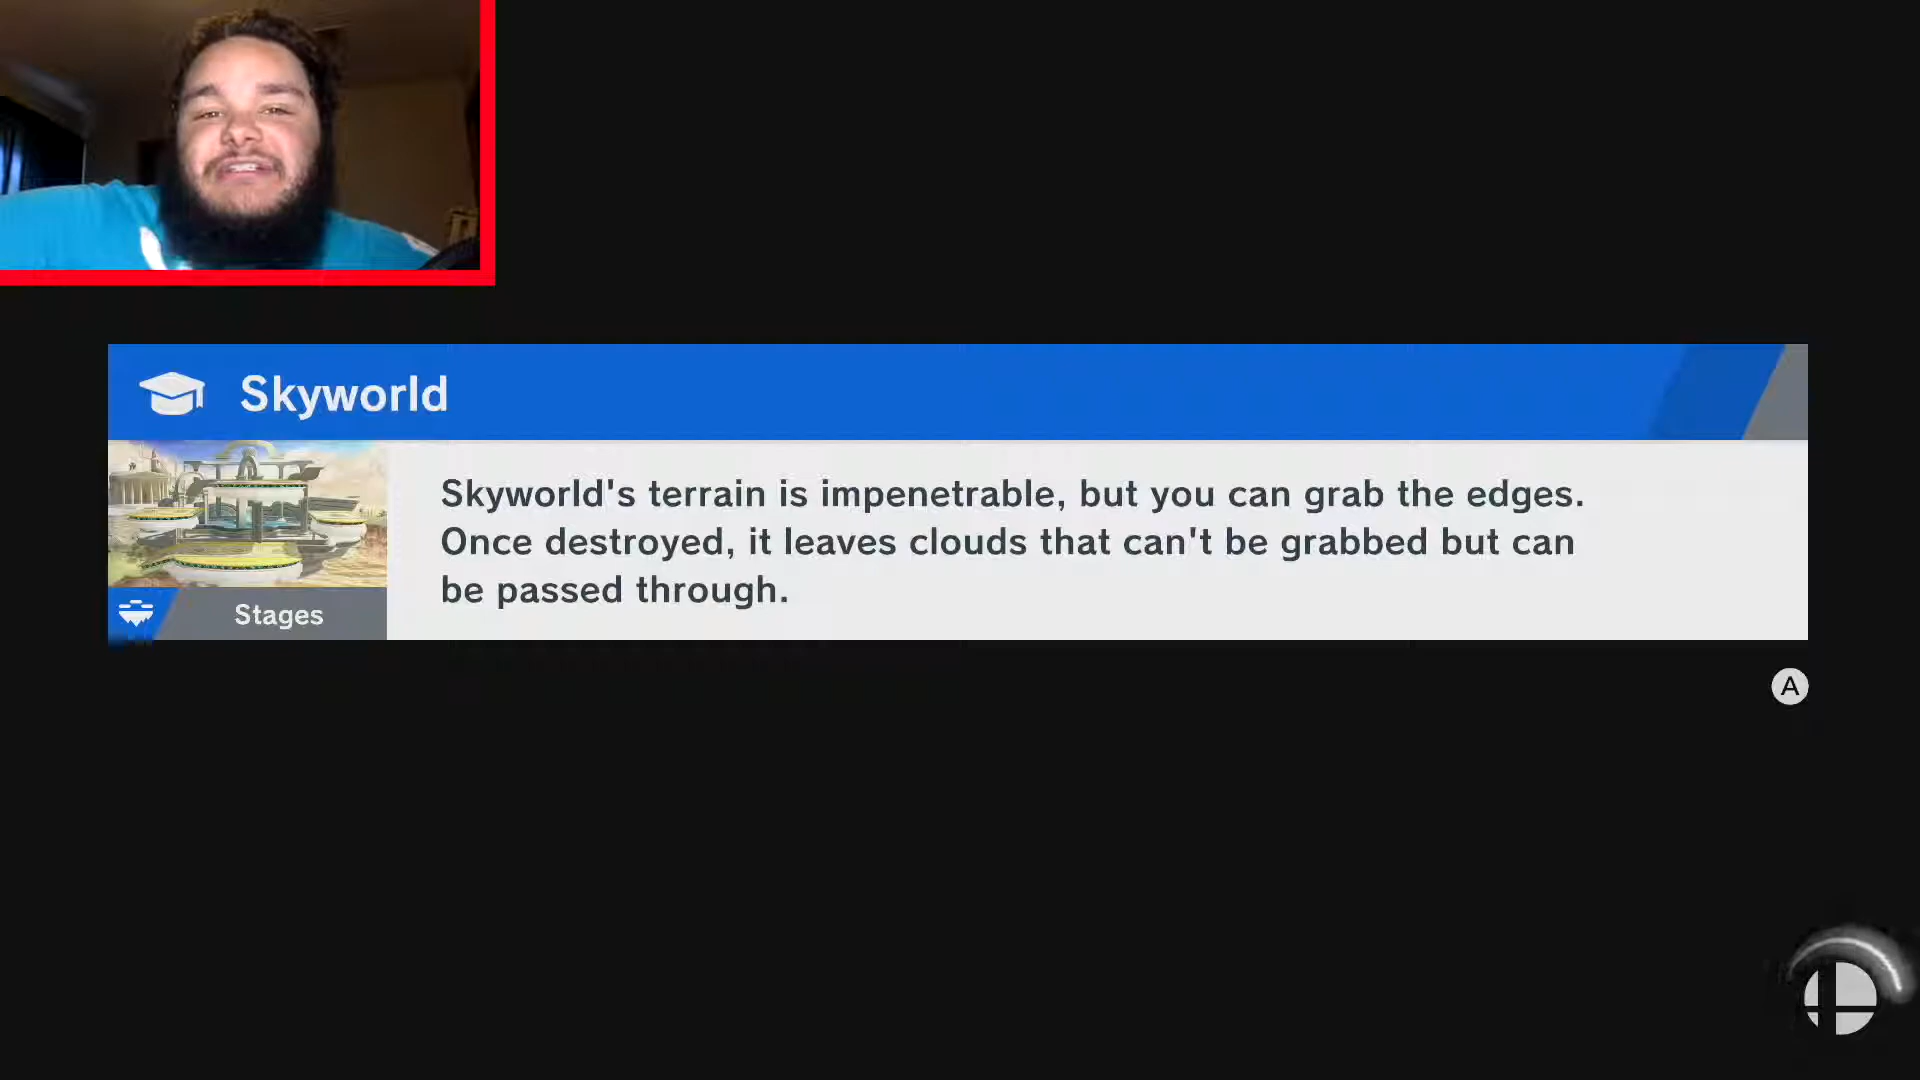 Skyworld
Skyworld's terrain is impenetrable, but you can grab the edges.
Once destroyed, it leaves clouds that can't be grabbed but can
be passed through.
Stages
A